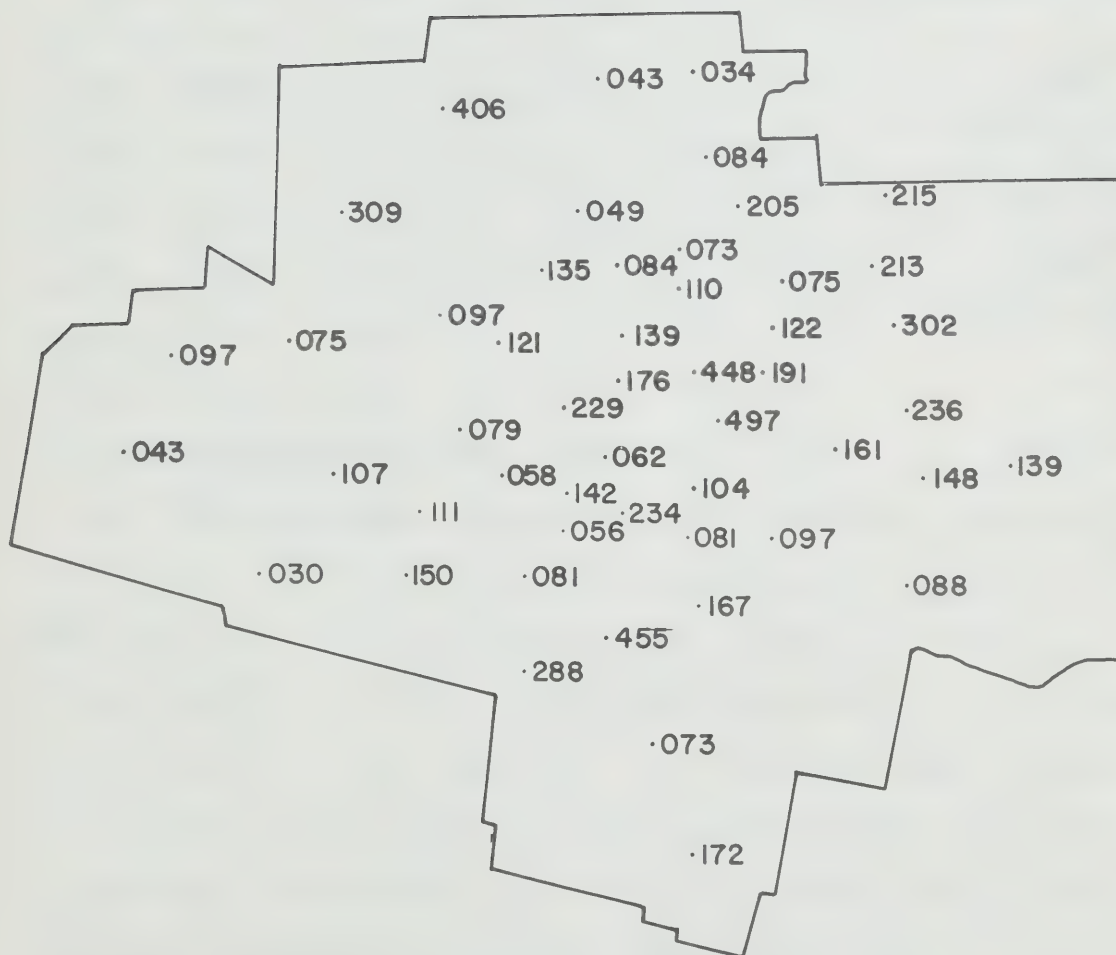 .043 .034
.406
.084
.309 .049 .205 .215
.073
.135 .084 .213
.110 .075
.097
.121 .139 .122 .302
.097 .075
.176 .448 .191
.229 .236
.079 .497
.043 .062 .161
.107 .058 .148 .139
.142 .104
.111 .234
.056 .081 .097
.030 .150 .081 .088
.167
.455
.288
.073
.172